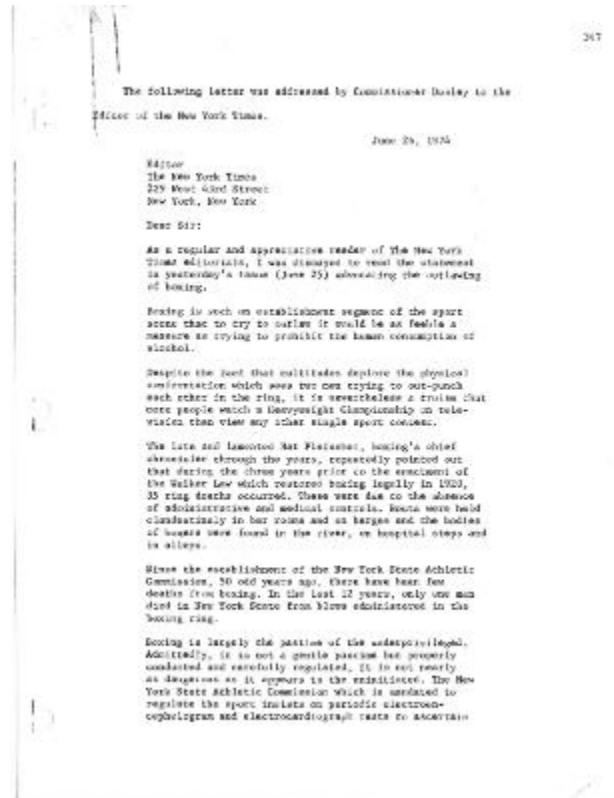 347
The following letter was addressed by Commissioner Dooley to the
Editor of the New York Times.
June 26, 1974
Editor
The New York Times
229 West 43rd Street
New York, New York
Dear Sir:
As a regular and appreciative reader of The New York
Times editorials, I was dismayed to read the statement
in yesterday's issue (June 25) advocating the outlawing
of boxing.
Boxing is such an establishment segment of the sport
scene that to try to outlaw it would be as feeble a
measure as trying to prohibit the human consumption of
alcohol.
Despite the fact that multitudes deplore the physical
confrontation which sees two men trying to out-punch
each other in the ring, it is nevertheless a truism that
more people watch a Heavyweight Championship on tele-
vision than view any other single sport contest.
The late and lamented Nat Fleischer, boxing's chief
chronicler through the years, repeatedly pointed out
that during the three years prior to the enactment of
the Walker Law which restored boxing legally in 1920,
35 ring deaths occurred. These were due to the absence
of administrative and medical controls. Bouts were held
clandestinely in bar rooms and on barges and the bodies
of boxers were found in the river, on hospital steps and
in alleys.
Since the establishment of the New York State Athletic
Commission, 50 odd years ago, there have been few
deaths from boxing. In the last 12 years, only one man
died in New York State from blows administered in the
boxing ring.
Boxing is largely the pastime of the underprivileged.
Admittedly, it is not a gentle pastime but properly
conducted and carefully regulated, it is not nearly
as dangerous as it appears to the uninitiated. The New
York State Athletic Commission which is mandated to
regulate the sport insists on periodic electroen-
cephelogram and electrocardiograph tests to ascertain